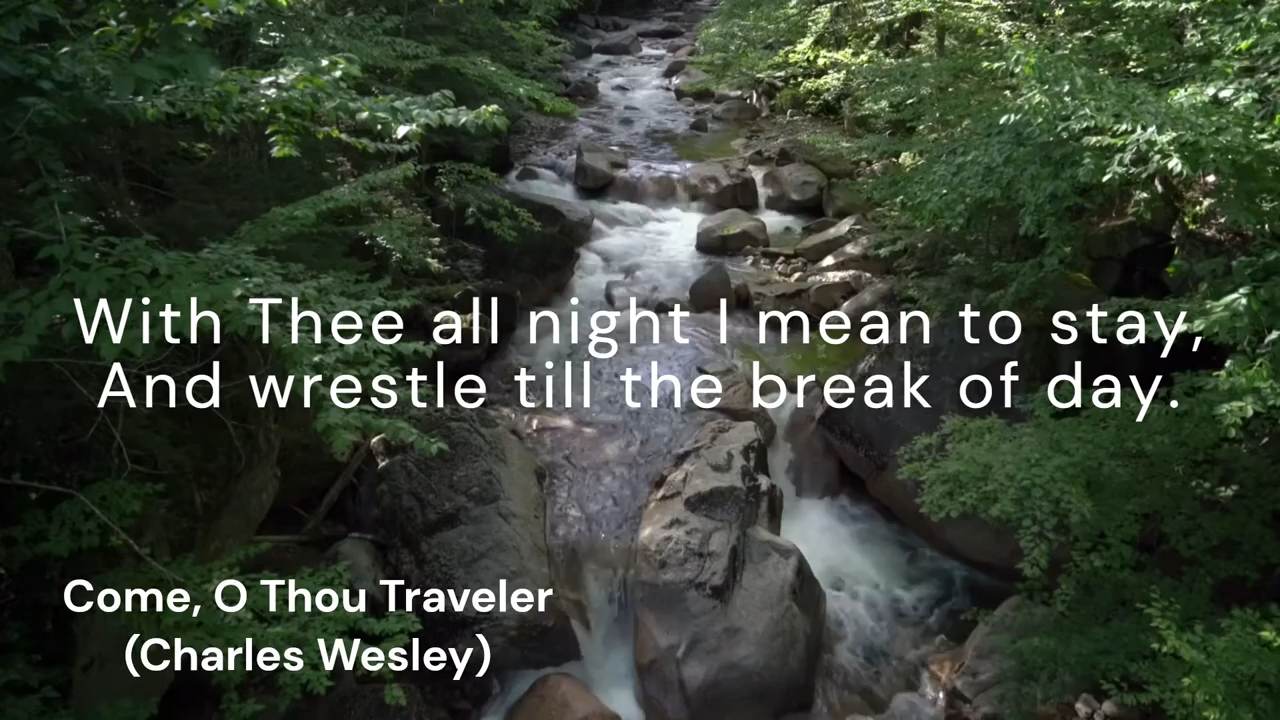 With Thee all night I mean to stay,
And wrestle till the break of day.
Come, O Thou Traveler
(Charles Wesley)